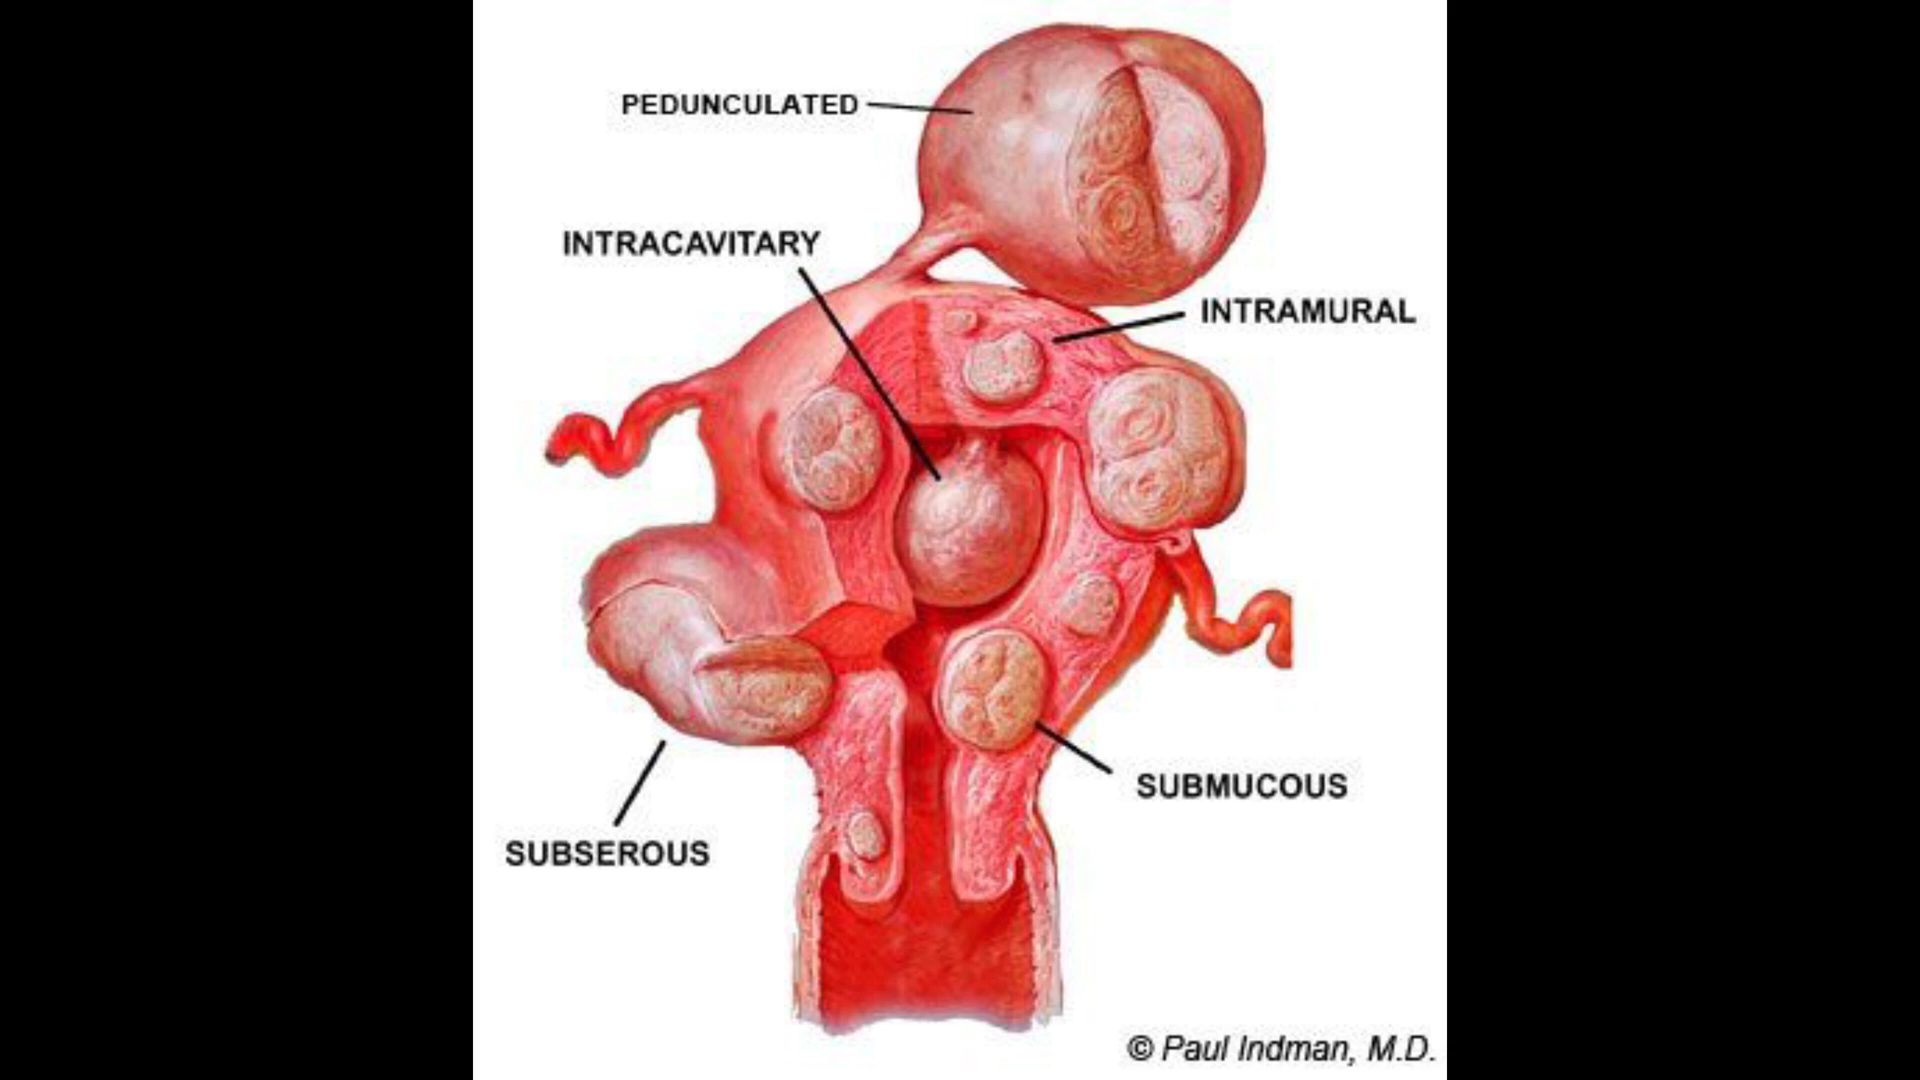 PEDUNCULATED
INTRACAVITARY
INTRAMURAL
SUBMUCOUS
SUBSEROUS
© Paul Indman, M.D.